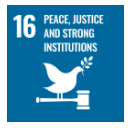 16 PEACE, JUSTICE
AND STRONG
INSTITUTIONS